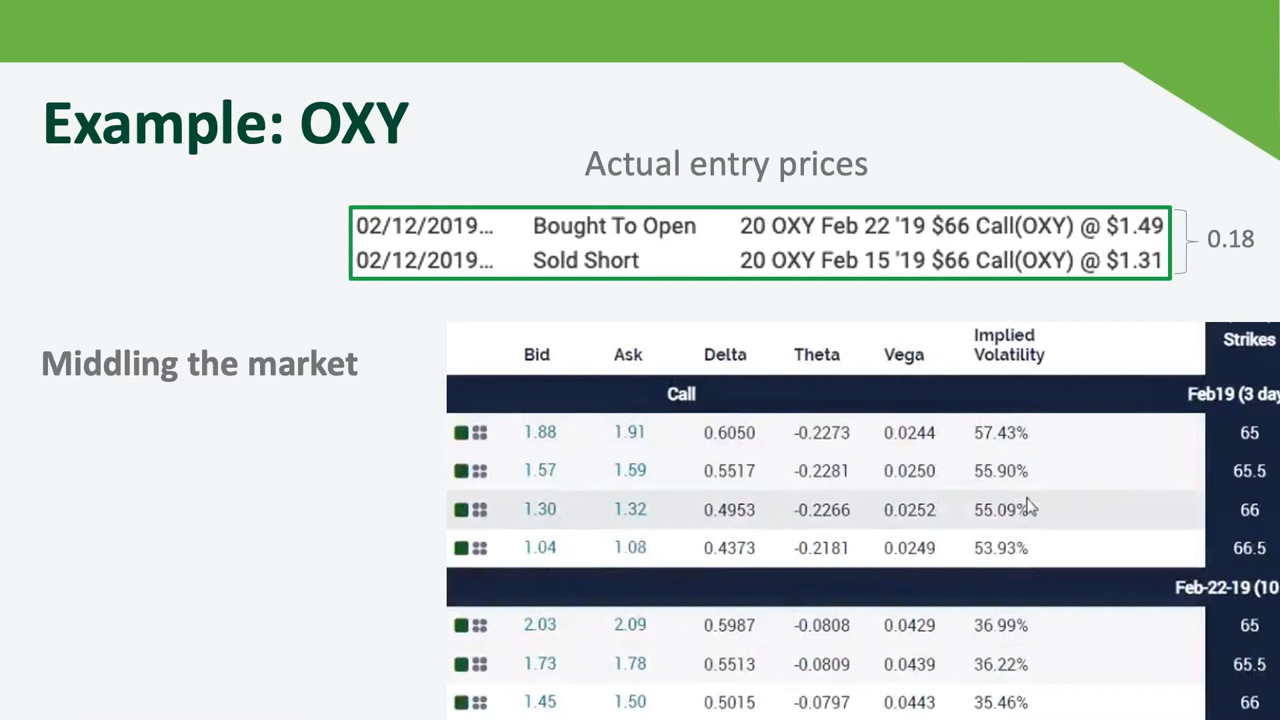 Example: OXY
Actual entry prices
02/12/2019... Bought To Open 20 OXY Feb 22 '19 $66 Call(OXY) @ $1.49
02/12/2019... Sold Short 20 OXY Feb 15 '19 $66 Call(OXY) @ $1.31
0.18
Middling the market
Bid Ask Delta Theta Vega Implied Volatility Strikes
Call Feb19 (3 day
1.88 1.91 0.6050 -0.2273 0.0244 57.43% 65
1.57 1.59 0.5517 -0.2281 0.0250 55.90% 65.5
1.30 1.32 0.4953 -0.2266 0.0252 55.09% 66
1.04 1.08 0.4373 -0.2181 0.0249 53.93% 66.5
Feb-22-19 (10
2.03 2.09 0.5987 -0.0808 0.0429 36.99% 65
1.73 1.78 0.5513 -0.0809 0.0439 36.22% 65.5
1.45 1.50 0.5015 -0.0797 0.0443 35.46% 66